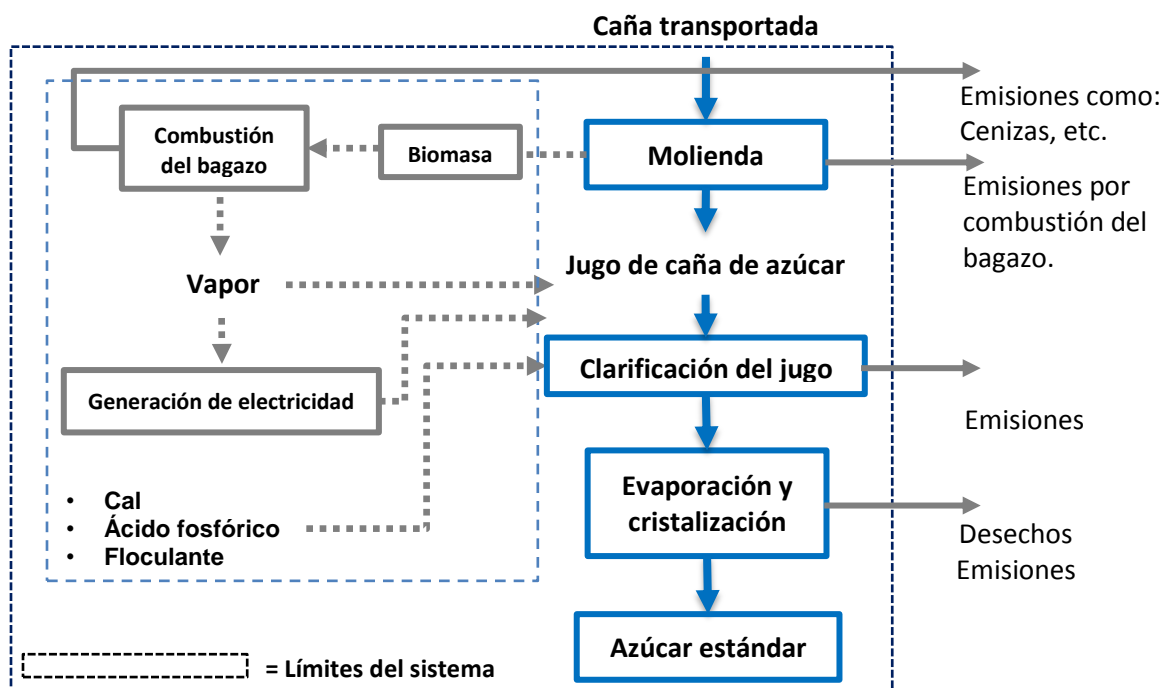 Caña transportada
Emisiones como:
Cenizas, etc.
Combustión
del bagazo
Biomasa
Molienda
Emisiones por
combustión del
bagazo.
Vapor
Jugo de caña de azúcar
Generación de electricidad
Clarificación del jugo
Emisiones
• Cal
• Ácido fosfórico
• Floculante
Evaporación y
cristalización
Desechos
Emisiones
Azúcar estándar
= Límites del sistema